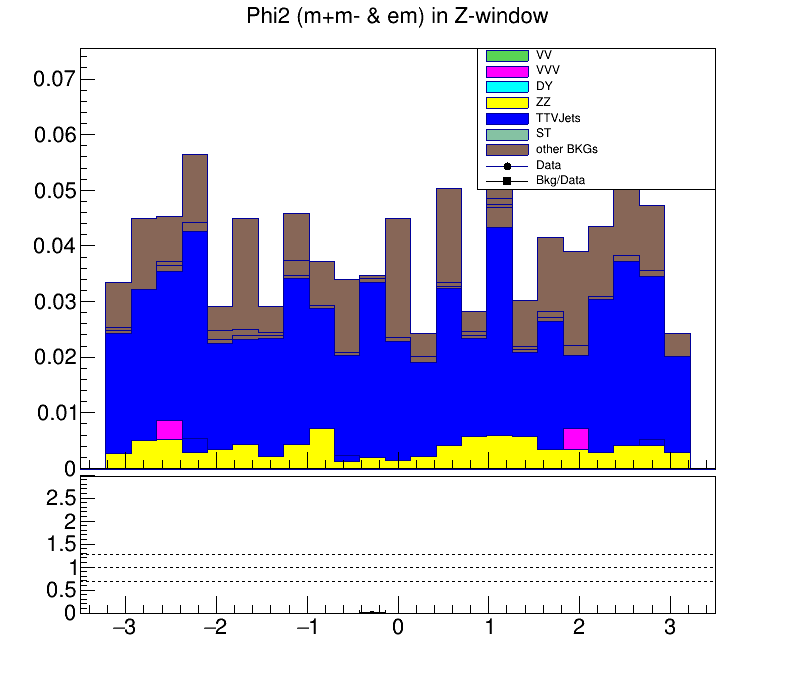 Phi2 (m+m- & em) in Z-window
VV
VVV
DY
ZZ
TTVJets
ST
other BKGs
Data
Bkg/Data
0.07
0.06
0.05
0.04
0.03
0.02
0.01
0
2.5
2
1.5
1
0.5
0
−3 −2 −1 0 1 2 3